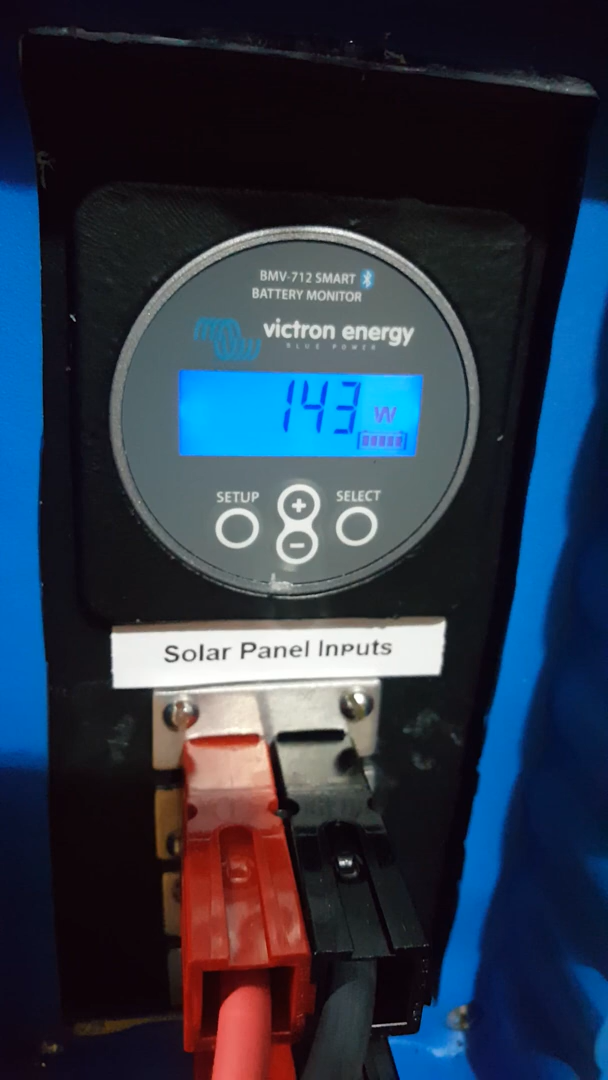 BMV-712 SMART
BATTERY MONITOR
victron energy
BLUE POWER
143 W
SETUP
+
SELECT
−
Solar Panel Inputs